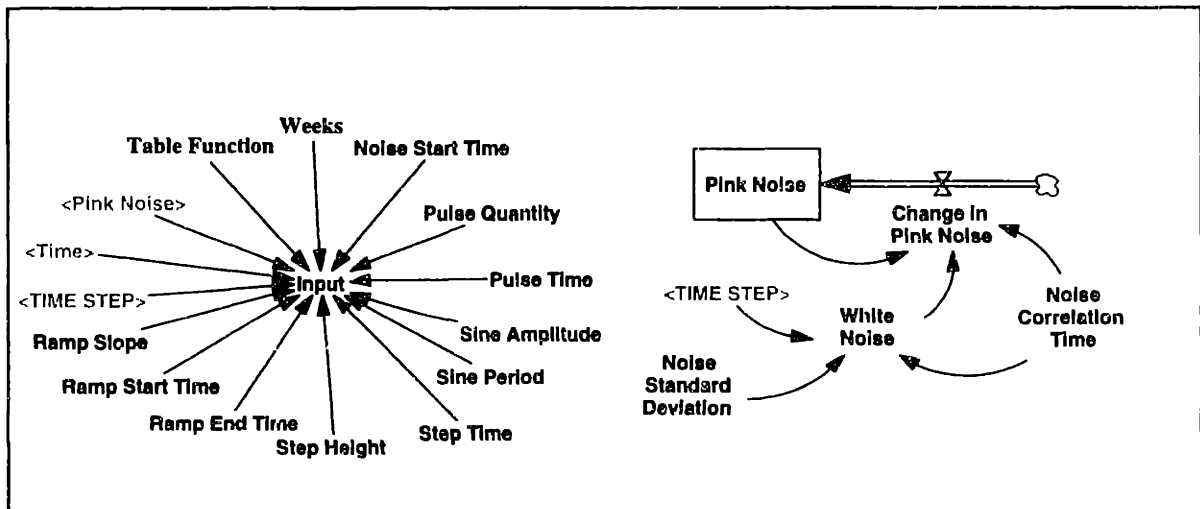 Weeks
Table Function
Noise Start Time
<Pink Noise>
Pulse Quantity
<Time>
Input
Pulse Time
<TIME STEP>
Ramp Slope
Sine Amplitude
Ramp Start Time
Sine Period
Ramp End Time
Step Time
Step Height
Pink Noise
Change in
Pink Noise
<TIME STEP>
White
Noise
Noise
Correlation
Time
Noise
Standard
Deviation